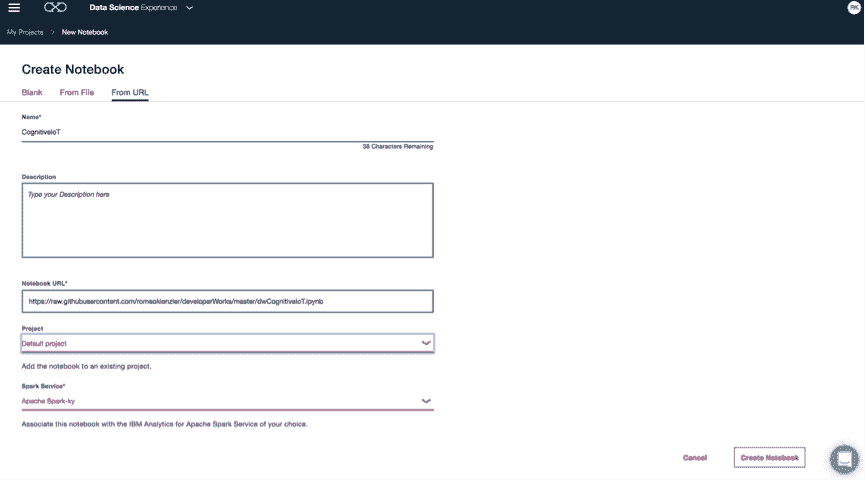 Data Science Experience
RK
My Projects > New Notebook
Create Notebook
Blank From File From URL
Name*
CognitiveIoT
38 Characters Remaining
Description
Type your Description here
Notebook URL*
https://raw.githubusercontent.com/romeokienzler/developerWorks/master/dwCognitiveIoT.ipynb
Project
Default project
Add the notebook to an existing project.
Spark Service*
Apache Spark-ky
Associate this notebook with the IBM Analytics for Apache Spark Service of your choice.
Cancel Create Notebook